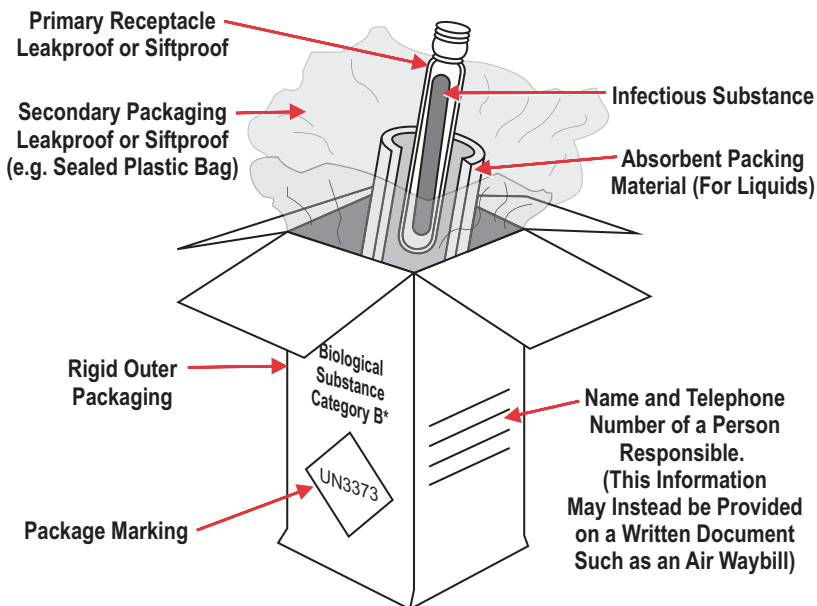 Primary Receptacle
Leakproof or Siftproof
Infectious Substance
Secondary Packaging
Leakproof or Siftproof
(e.g. Sealed Plastic Bag)
Absorbent Packing
Material (For Liquids)
Rigid Outer
Packaging
Biological
Substance
Category B*
UN3373
Package Marking
Name and Telephone
Number of a Person
Responsible.
(This Information
May Instead be Provided
on a Written Document
Such as an Air Waybill)